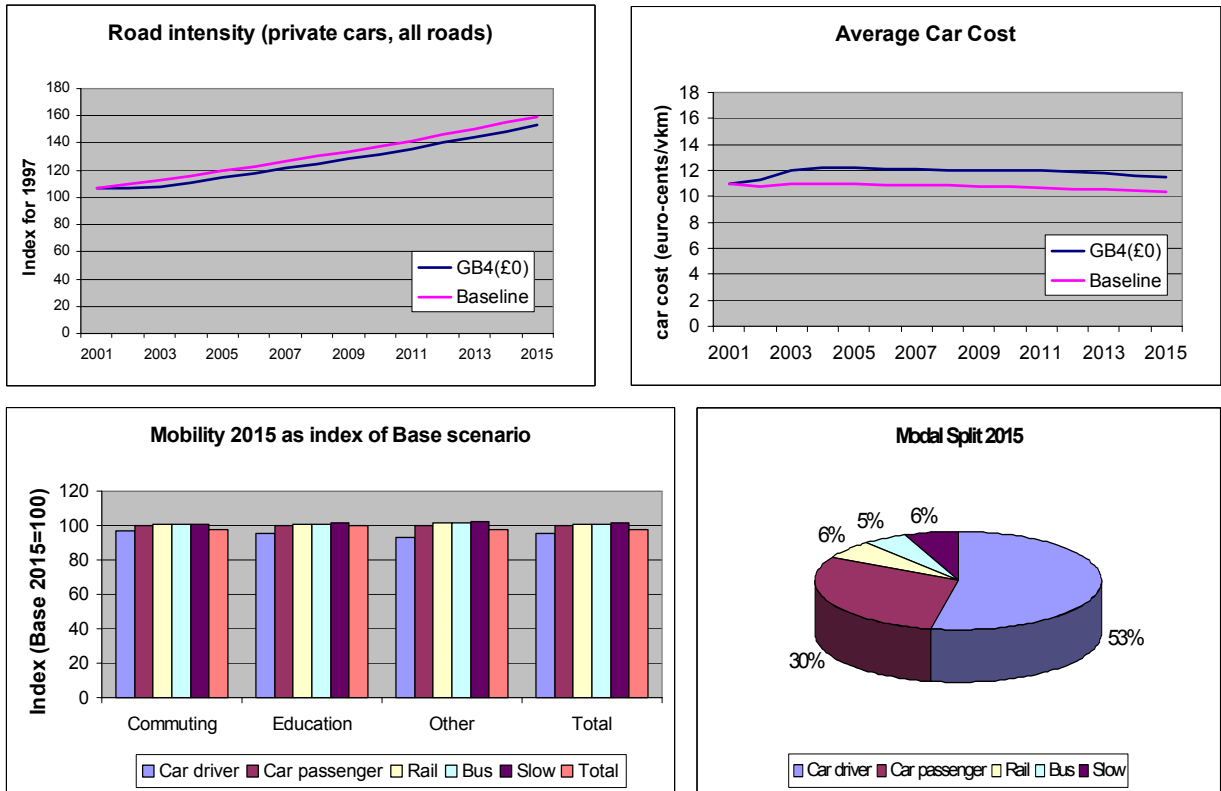 Road intensity (private cars, all roads)
Index for 1997
180
160
140
120
100
80
60
40
20
0
GB4(£0)
Baseline
2001 2003 2005 2007 2009 2011 2013 2015
Average Car Cost
car cost (euro-cents/vkm)
18
16
14
12
10
8
6
4
2
0
GB4(£0)
Baseline
2001 2003 2005 2007 2009 2011 2013 2015
Mobility 2015 as index of Base scenario
Index (Base 2015=100)
120
100
80
60
40
20
0
Commuting Education Other Total
Car driver Car passenger Rail Bus Slow Total
Modal Split 2015
6% 5% 6%
30% 53%
Car driver Car passenger Rail Bus Slow